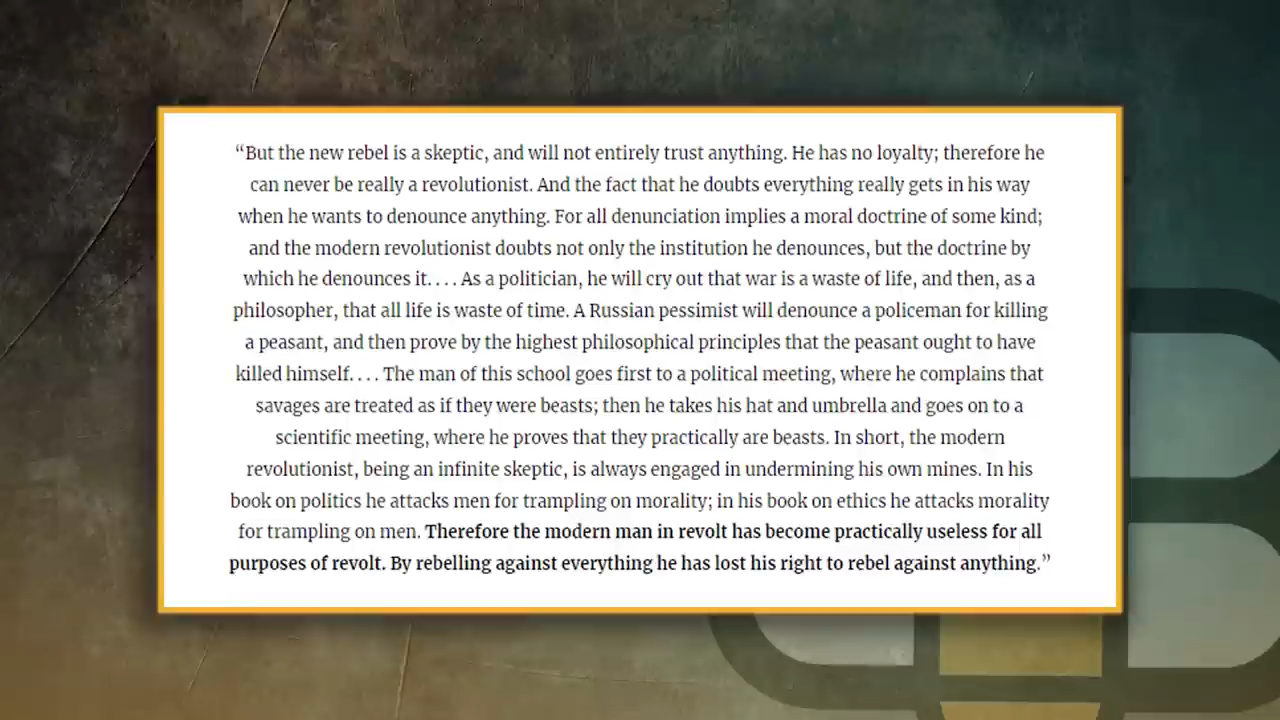 “But the new rebel is a skeptic, and will not entirely trust anything. He has no loyalty; therefore he
can never be really a revolutionist. And the fact that he doubts everything really gets in his way
when he wants to denounce anything. For all denunciation implies a moral doctrine of some kind;
and the modern revolutionist doubts not only the institution he denounces, but the doctrine by
which he denounces it. . . . As a politician, he will cry out that war is a waste of life, and then, as a
philosopher, that all life is waste of time. A Russian pessimist will denounce a policeman for killing
a peasant, and then prove by the highest philosophical principles that the peasant ought to have
killed himself. . . . The man of this school goes first to a political meeting, where he complains that
savages are treated as if they were beasts; then he takes his hat and umbrella and goes on to a
scientific meeting, where he proves that they practically are beasts. In short, the modern
revolutionist, being an infinite skeptic, is always engaged in undermining his own mines. In his
book on politics he attacks men for trampling on morality; in his book on ethics he attacks morality
for trampling on men. Therefore the modern man in revolt has become practically useless for all
purposes of revolt. By rebelling against everything he has lost his right to rebel against anything.”